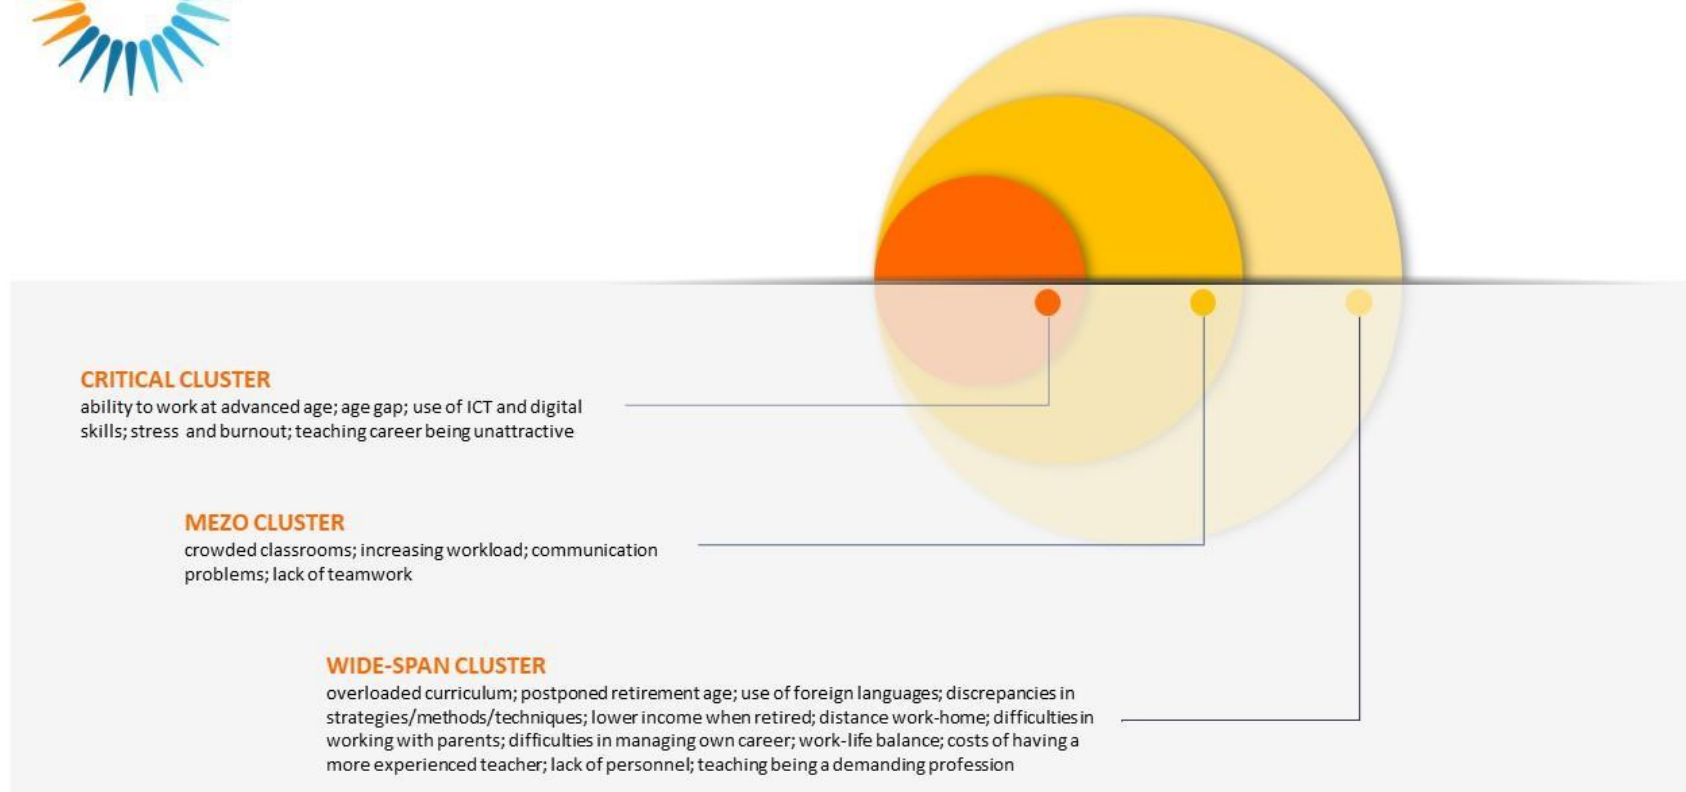 CRITICAL CLUSTER
ability to work at advanced age; age gap; use of ICT and digital
skills; stress and burnout; teaching career being unattractive
MEZO CLUSTER
crowded classrooms; increasing workload; communication
problems; lack of teamwork
WIDE-SPAN CLUSTER
overloaded curriculum; postponed retirement age; use of foreign languages; discrepancies in
strategies/methods/techniques; lower income when retired; distance work-home; difficulties in
working with parents; difficulties in managing own career; work-life balance; costs of having a
more experienced teacher; lack of personnel; teaching being a demanding profession